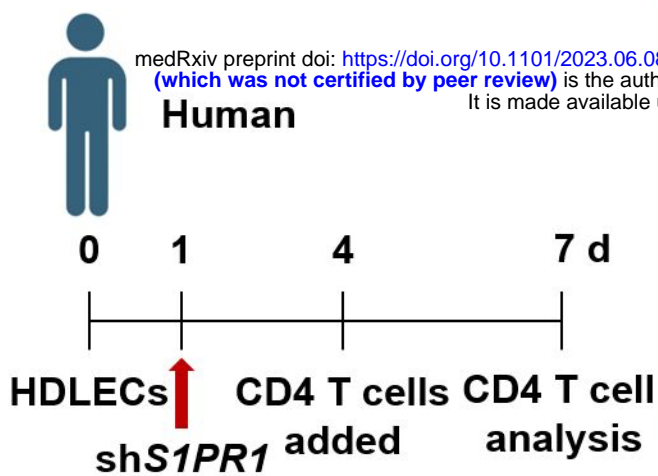 medRxiv preprint doi: https://doi.org/10.1101/2023.06.08
(which was not certified by peer review) is the auth
It is made available
Human
0 1 4 7 d
HDLECs CD4 T cells added CD4 T cell analysis
shS1PR1